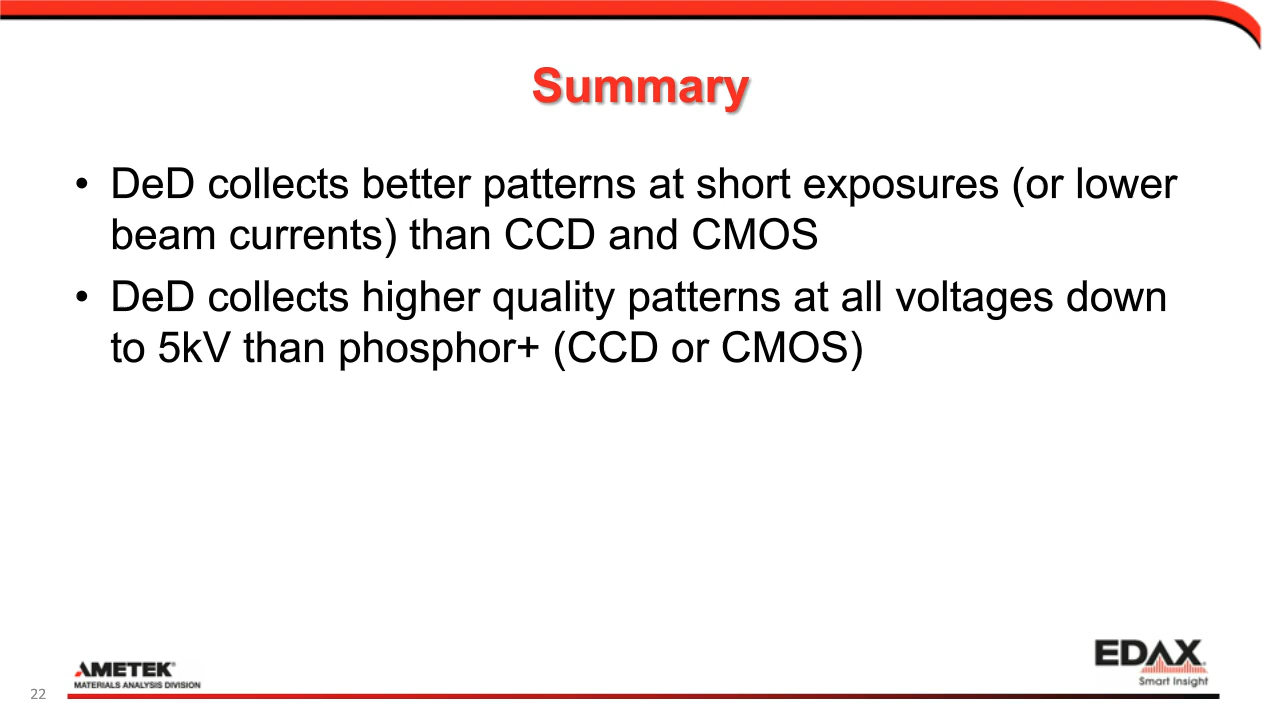 Summary
• DeD collects better patterns at short exposures (or lower
beam currents) than CCD and CMOS
• DeD collects higher quality patterns at all voltages down
to 5kV than phosphor+ (CCD or CMOS)
22
AMETEK®
MATERIALS ANALYSIS DIVISION
EDAX
Smart Insight